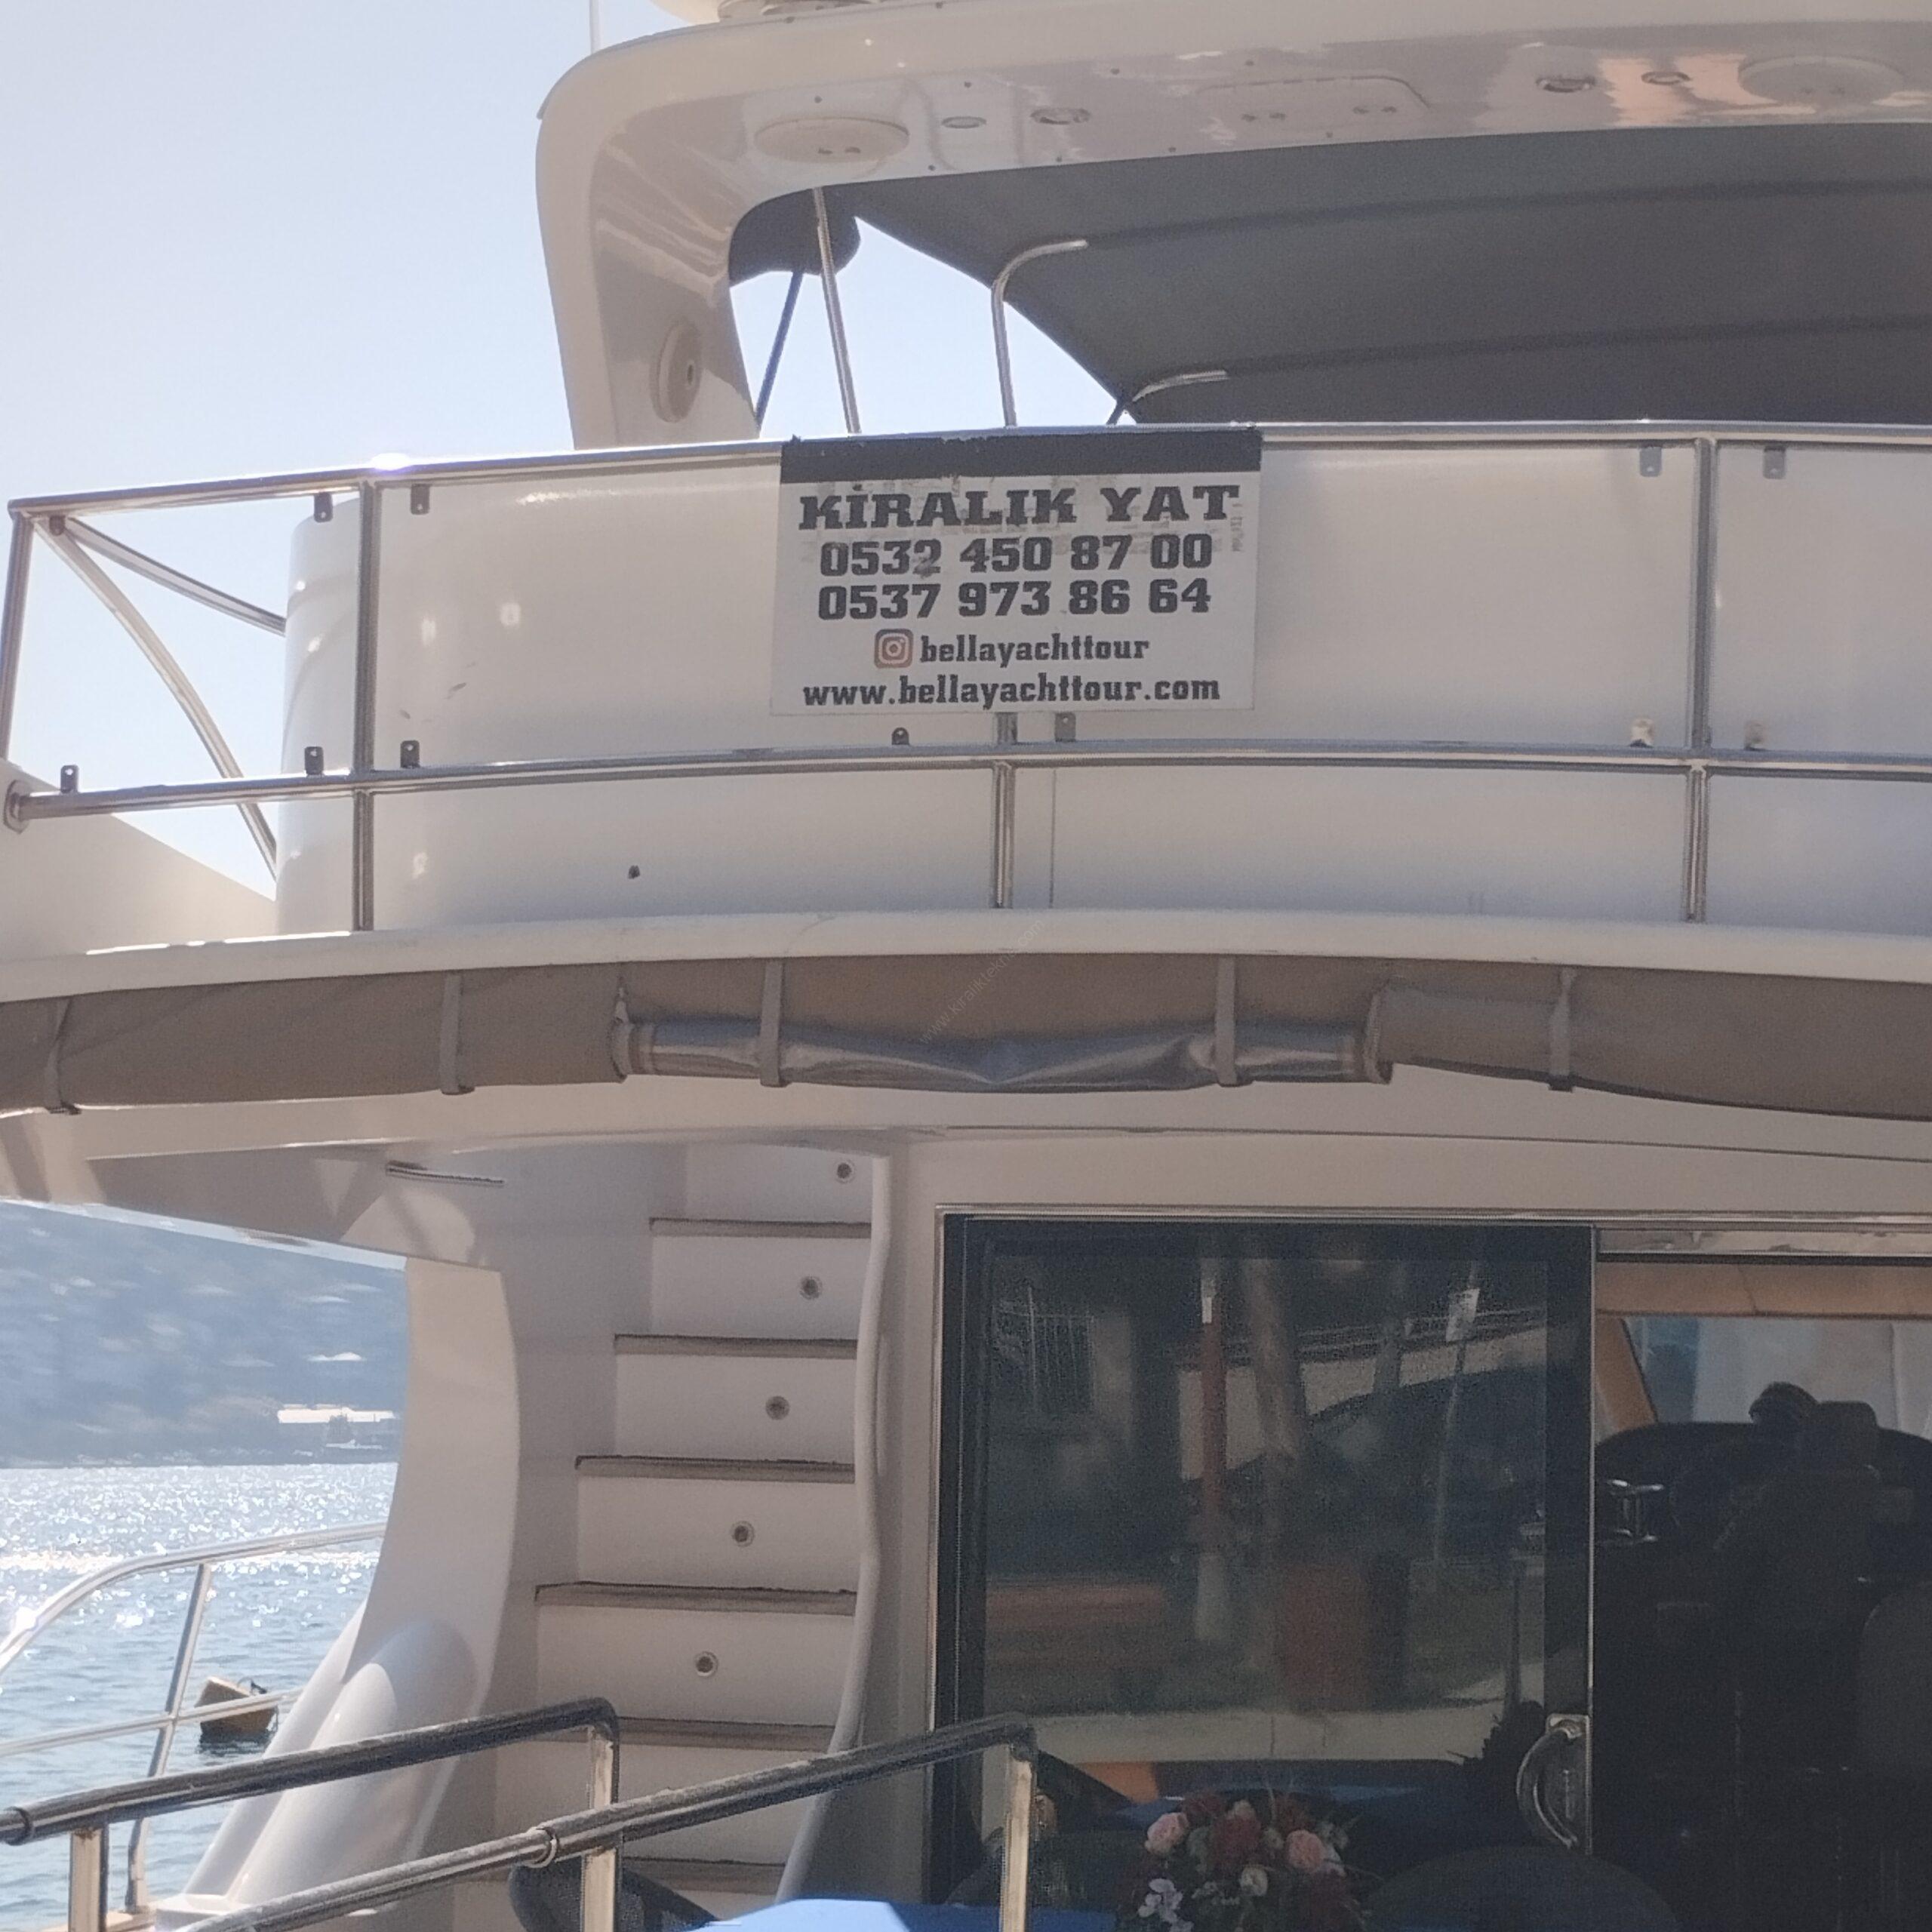 KİRALIK YAT
0532 450 87 00
0537 973 86 64
bellayachttour
www.bellayachttour.com